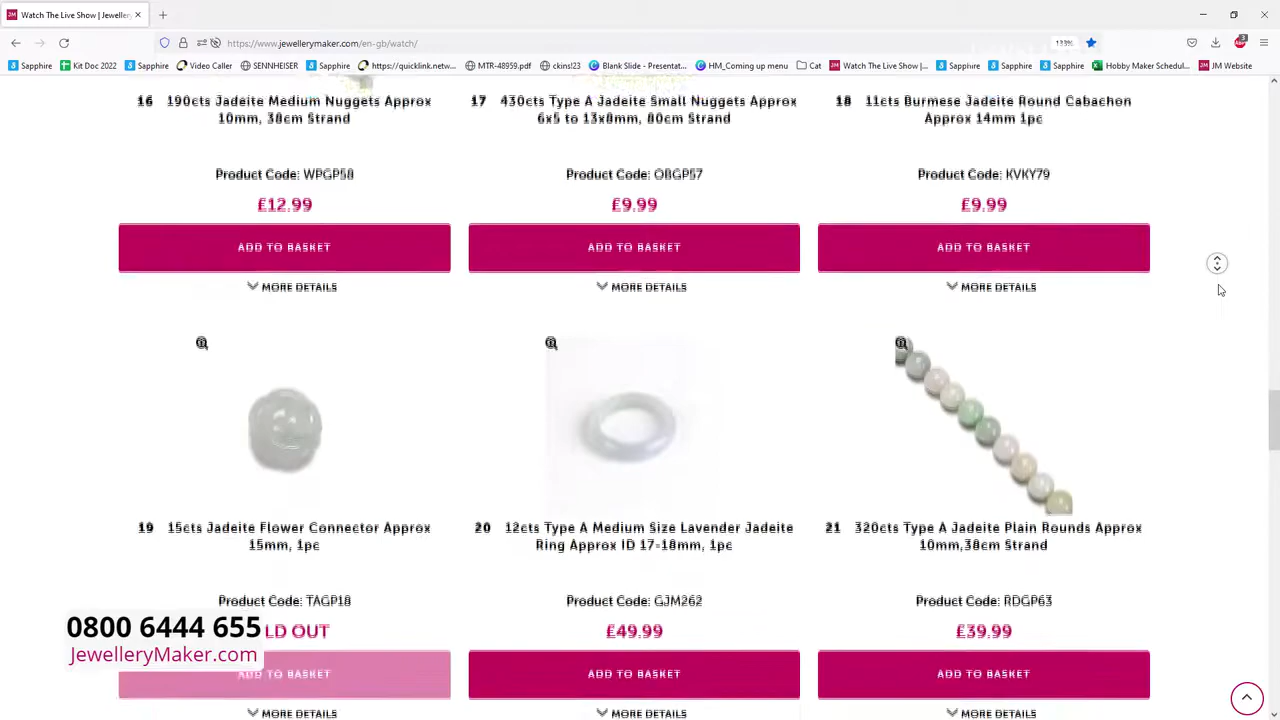 Watch The Live Show | Jeweller
https://www.jewellerymaker.com/en-gb/watch/
133%
3
Sapphire
Kit Doc 2022
Sapphire
Video Caller
SENNHEISER
Sapphire
https://quicklink.netw...
MTR-48959.pdf
ckins!23
Blank Slide - Presentat...
HM_Coming up menu
Cat
Watch The Live Show |...
Sapphire
Sapphire
Sapphire
Hobby Maker Schedul...
JM Website
16 190cts Jadeite Medium Nuggets Approx
10mm, 38cm Strand
Product Code: WPGP58
£12.99
ADD TO BASKET
MORE DETAILS
17 430cts Type A Jadeite Small Nuggets Approx
6x5 to 13x8mm, 80cm Strand
Product Code: OBGP57
£9.99
ADD TO BASKET
MORE DETAILS
18 11cts Burmese Jadeite Round Cabachon
Approx 14mm 1pc
Product Code: KVKY79
£9.99
ADD TO BASKET
MORE DETAILS
19 15cts Jadeite Flower Connector Approx
15mm, 1pc
Product Code: TAGP18
LD OUT
ADD TO BASKET
MORE DETAILS
20 12cts Type A Medium Size Lavender Jadeite
Ring Approx ID 17-18mm, 1pc
Product Code: GJM262
£49.99
ADD TO BASKET
MORE DETAILS
21 320cts Type A Jadeite Plain Rounds Approx
10mm,38cm Strand
Product Code: RDGP63
£39.99
ADD TO BASKET
MORE DETAILS
0800 6444 655
JewelleryMaker.com